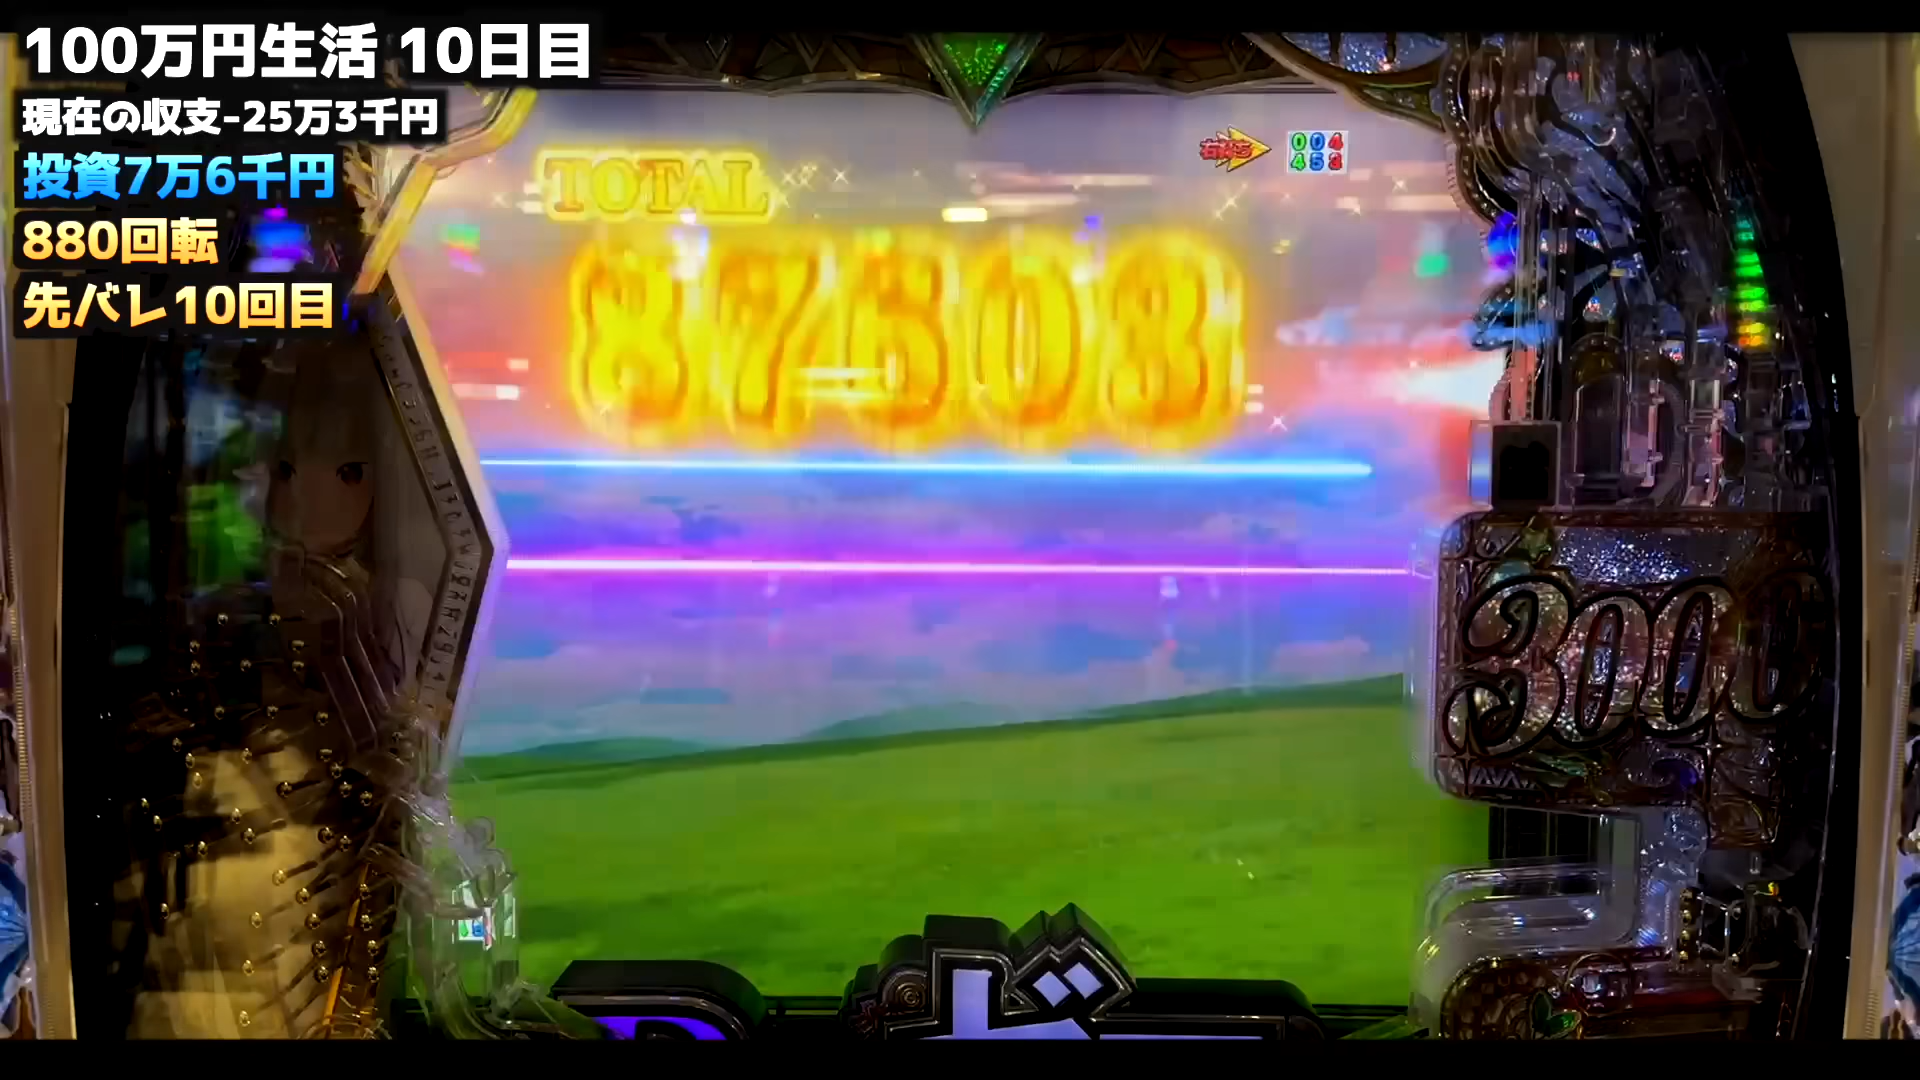 100万円生活 10日目
現在の収支-25万3千円
投資7万6千円
880回転
先バレ10回目
TOTAL
右打ち
004
453
3000